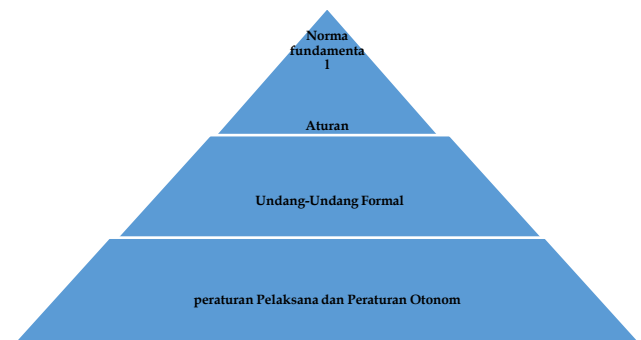 Norma
fundamenta
l
Aturan
Undang-Undang Formal
peraturan Pelaksana dan Peraturan Otonom